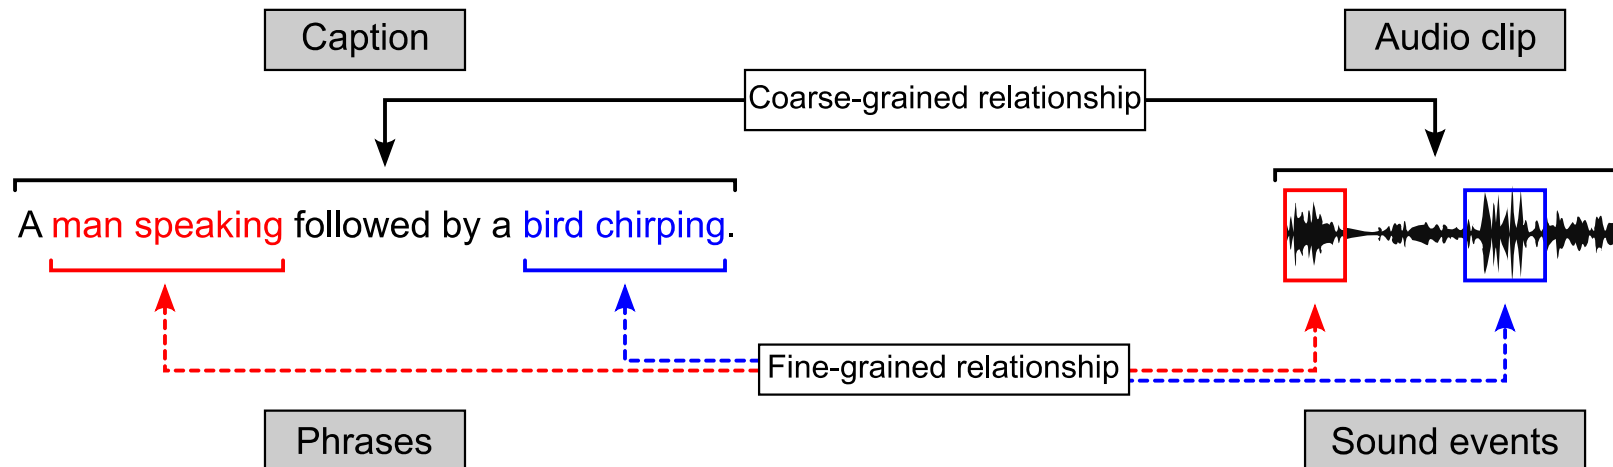 Caption
Audio clip
Coarse-grained relationship
A man speaking followed by a bird chirping.
Fine-grained relationship
Phrases
Sound events